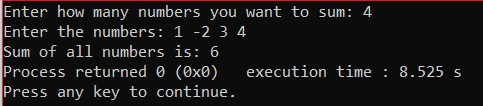 Enter how many numbers you want to sum: 4
Enter the numbers: 1 -2 3 4
Sum of all numbers is: 6
Process returned 0 (0x0)   execution time : 8.525 s
Press any key to continue.